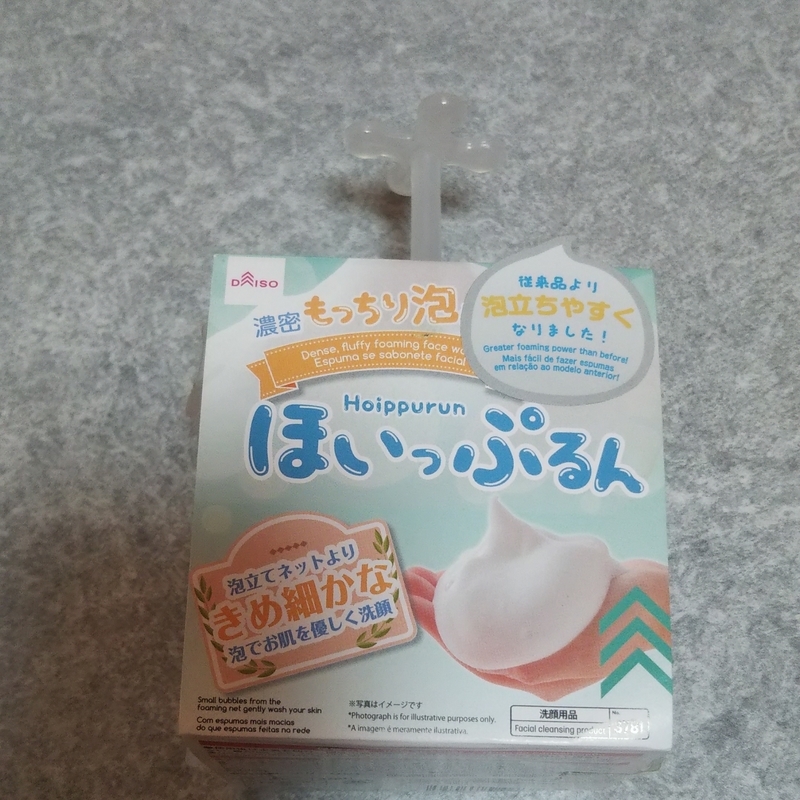 DAISO
濃密もっちり泡
Dense, fluffy foaming face
Espuma se sabonete facial
従来品より
泡立ちやすく
なりました!
Greater foaming power than before!
Mais fácil de fazer espumas
em relação ao modelo anterior!
Hoippurun
ほいっぷるん
泡立てネットより
きめ細かな
泡でお肌を優しく洗顔
Small bubbles from the
foaming net gently wash your skin
Com espumas mais macias
do que espumas feitas na rede
※写真はイメージです
*Photograph is for illustrative purposes only.
*A imagem é meramente ilustrativa.
洗顔用品
Facial cleansing product
No.